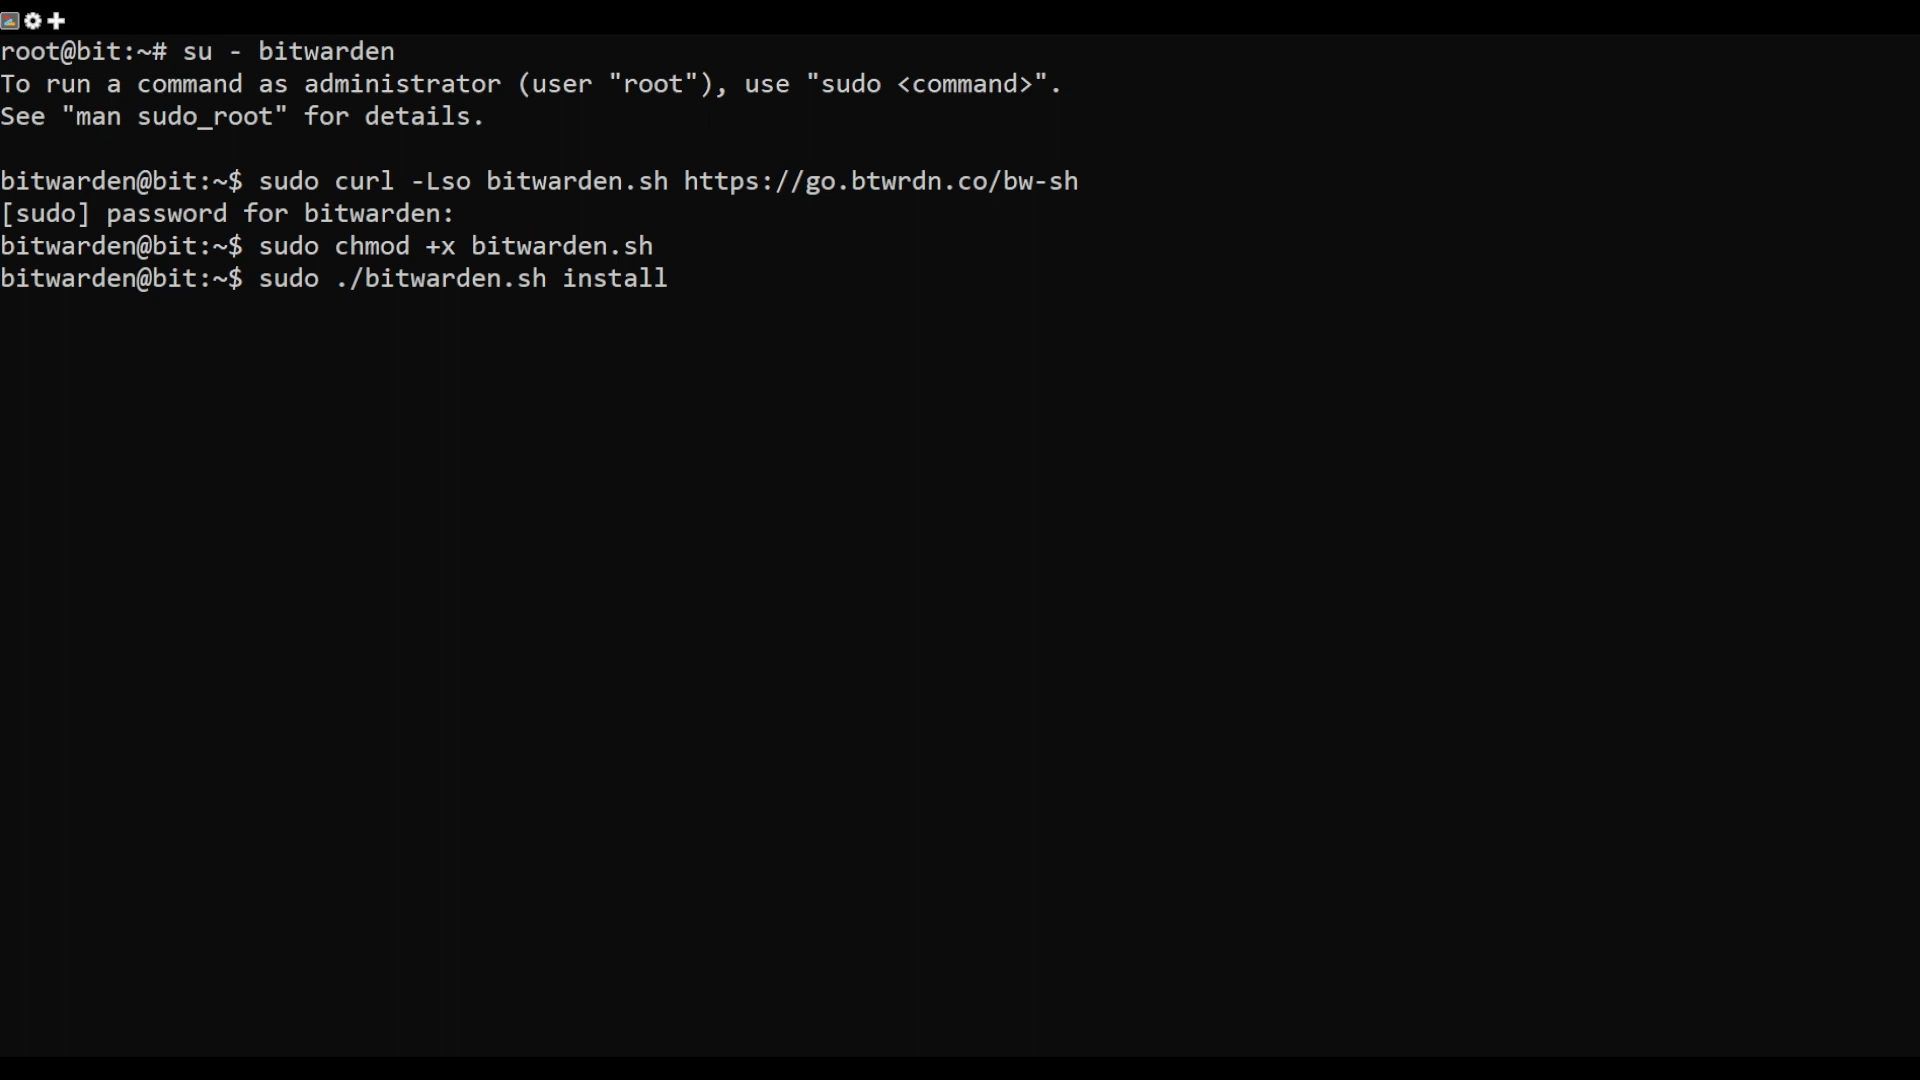 root@bit:~# su - bitwarden
To run a command as administrator (user "root"), use "sudo <command>".
See "man sudo_root" for details.
bitwarden@bit:~$ sudo curl -Lso bitwarden.sh https://go.btwrdn.co/bw-sh
[sudo] password for bitwarden:
bitwarden@bit:~$ sudo chmod +x bitwarden.sh
bitwarden@bit:~$ sudo ./bitwarden.sh install